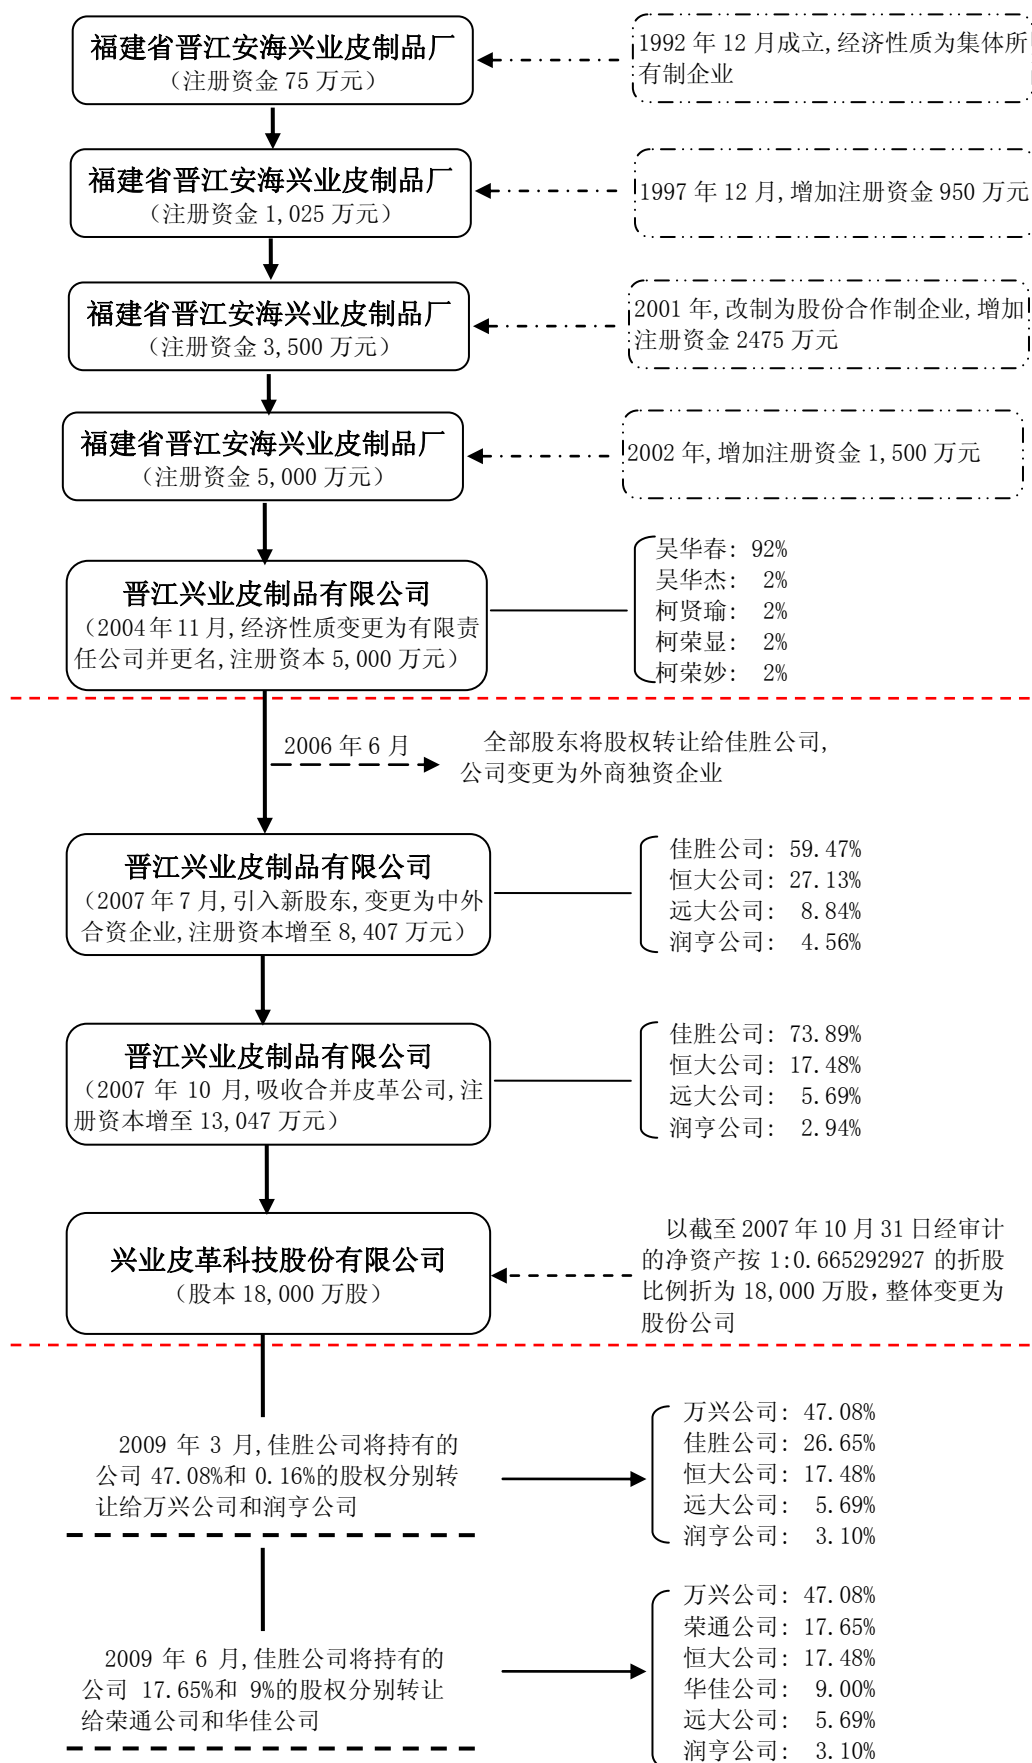 福建省晋江安海兴业皮制品厂
（注册资金 75 万元）
1992 年 12 月成立,经济性质为集体所
有制企业
福建省晋江安海兴业皮制品厂
（注册资金 1,025 万元）
1997 年 12 月,增加注册资金 950 万元
福建省晋江安海兴业皮制品厂
（注册资金 3,500 万元）
2001 年,改制为股份合作制企业,增加
注册资金 2475 万元
福建省晋江安海兴业皮制品厂
（注册资金 5,000 万元）
2002 年,增加注册资金 1,500 万元
晋江兴业皮制品有限公司
（2004 年 11 月,经济性质变更为有限责
任公司并更名,注册资本 5,000 万元）
吴华春: 92%
吴华杰: 2%
柯贤瑜: 2%
柯荣显: 2%
柯荣妙: 2%
2006 年 6 月
全部股东将股权转让给佳胜公司,
公司变更为外商独资企业
晋江兴业皮制品有限公司
（2007 年 7 月,引入新股东,变更为中外
合资企业,注册资本增至 8,407 万元）
佳胜公司: 59.47%
恒大公司: 27.13%
远大公司: 8.84%
润亨公司: 4.56%
晋江兴业皮制品有限公司
（2007 年 10 月,吸收合并皮革公司,注
册资本增至 13,047 万元）
佳胜公司: 73.89%
恒大公司: 17.48%
远大公司: 5.69%
润亨公司: 2.94%
兴业皮革科技股份有限公司
（股本 18,000 万股）
以截至 2007 年 10 月 31 日经审计
的净资产按 1:0.665292927 的折股
比例折为 18,000 万股，整体变更为
股份公司
2009 年 3 月,佳胜公司将持有的
公司 47.08%和 0.16%的股权分别转
让给万兴公司和润亨公司
万兴公司: 47.08%
佳胜公司: 26.65%
恒大公司: 17.48%
远大公司: 5.69%
润亨公司: 3.10%
2009 年 6 月,佳胜公司将持有的
公司 17.65%和 9%的股权分别转让
给荣通公司和华佳公司
万兴公司: 47.08%
荣通公司: 17.65%
恒大公司: 17.48%
华佳公司: 9.00%
远大公司: 5.69%
润亨公司: 3.10%